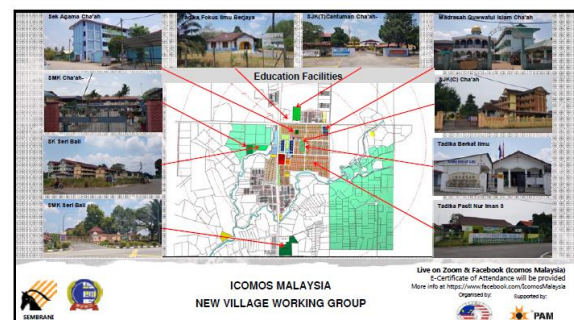 Sek Agama Cha'ah
Tadika Fokus Ilmu Berjaya
SJK(T)Cantuman Cha'ah-
Madrasah Quwwatul Islam Cha'ah
Education Facilities
SMK Cha'ah-
SJK(C) Cha'ah
SK Seri Bali
Tadika Berkat Ilmu
SMK Seri Bali
Tadika Pasti Nur Iman 3
ICOMOS MALAYSIA
NEW VILLAGE WORKING GROUP
Live on Zoom & Facebook (Icomos Malaysia)
E-Certificate of Attendance will be provided
More info at https://www.facebook.com/IcomosMalaysia
Organised by:
Supported by:
SEMBRANI
PAM